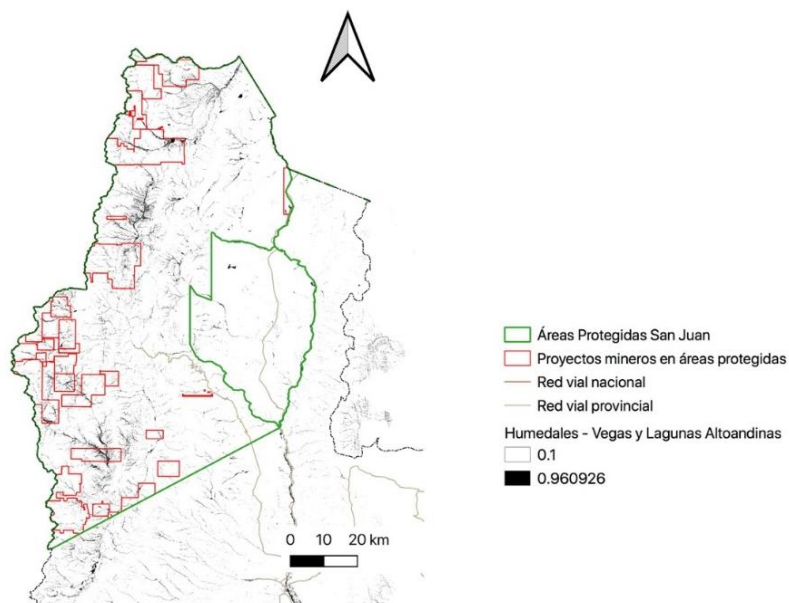 Áreas Protegidas San Juan
Proyectos mineros en áreas protegidas
Red vial nacional
Red vial provincial
Humedales - Vegas y Lagunas Altoandinas
0.1
0.960926
0 10 20 km